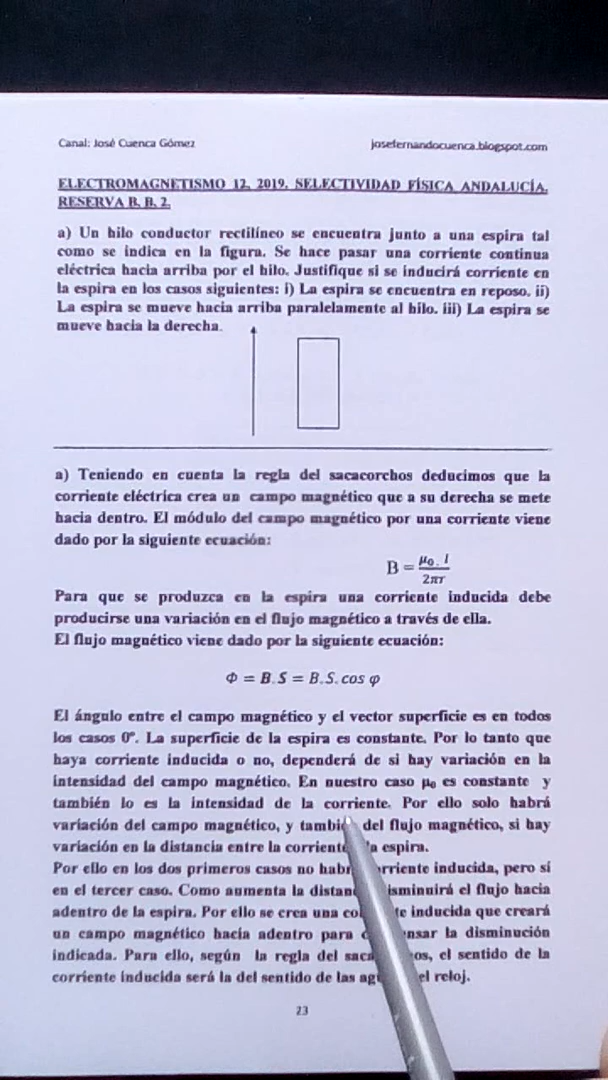 Canal: José Cuenca Gómez
josefernandocuenca.blogspot.com
ELECTROMAGNETISMO 12. 2019. SELECTIVIDAD FÍSICA ANDALUCÍA.
RESERVA B. B. 2.
a) Un hilo conductor rectilíneo se encuentra junto a una espira tal
como se indica en la figura. Se hace pasar una corriente continua
eléctrica hacia arriba por el hilo. Justifique si se inducirá corriente en
la espira en los casos siguientes: i) La espira se encuentra en reposo. ii)
La espira se mueve hacia arriba paralelamente al hilo. iii) La espira se
mueve hacia la derecha.
a) Teniendo en cuenta la regla del sacacorchos deducimos que la
corriente eléctrica crea un campo magnético que a su derecha se mete
hacia dentro. El módulo del campo magnético por una corriente viene
dado por la siguiente ecuación:
B = μ₀. I / 2πr
Para que se produzca en la espira una corriente inducida debe
producirse una variación en el flujo magnético a través de ella.
El flujo magnético viene dado por la siguiente ecuación:
Φ = B. S = B. S. cos φ
El ángulo entre el campo magnético y el vector superficie es en todos
los casos 0º. La superficie de la espira es constante. Por lo tanto que
haya corriente inducida o no, dependerá de si hay variación en la
intensidad del campo magnético. En nuestro caso μ₀ es constante y
también lo es la intensidad de la corriente. Por ello solo habrá
variación del campo magnético, y del flujo magnético, si hay
variación en la distancia entre la espira.
Por ello en los dos primeros casos no inducida, pero sí
en el tercer caso. Como aumenta la el flujo hacia
adentro de la espira. Por ello se crea una inducida que creará
un campo magnético hacia adentro para la disminución
indicada. Para ello, según la regla del el sentido de la
corriente inducida será la del sentido de las reloj.
23